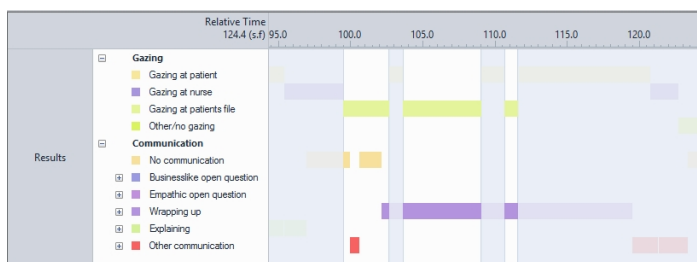 Relative Time
124.4 (s.f) 95.0 100.0 105.0 110.0 115.0 120.0
Gazing
Gazing at patient
Gazing at nurse
Gazing at patients file
Other/no gazing
Communication
Results
No communication
Businesslike open question
Empathic open question
Wrapping up
Explaining
Other communication